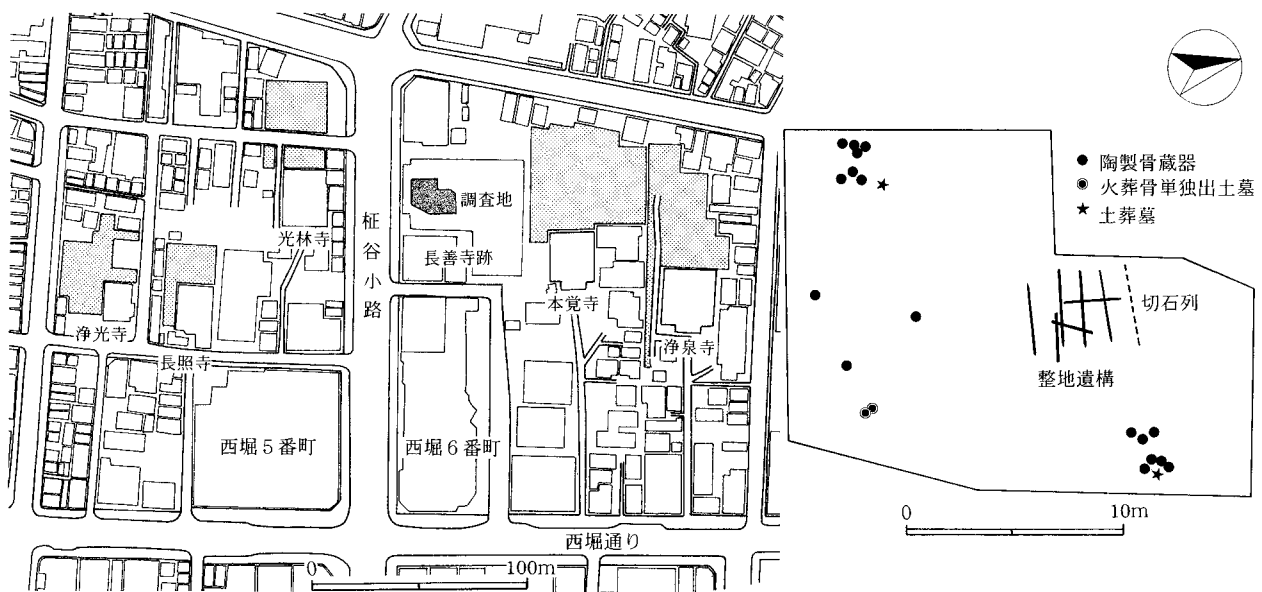 調査地
柾谷小路
光林寺
長善寺跡
本覚寺
浄泉寺
浄光寺
長照寺
西堀5番町
西堀6番町
西堀通り
0
100m
陶製骨蔵器
火葬骨単独出土墓
土葬墓
切石列
整地遺構
0
10m